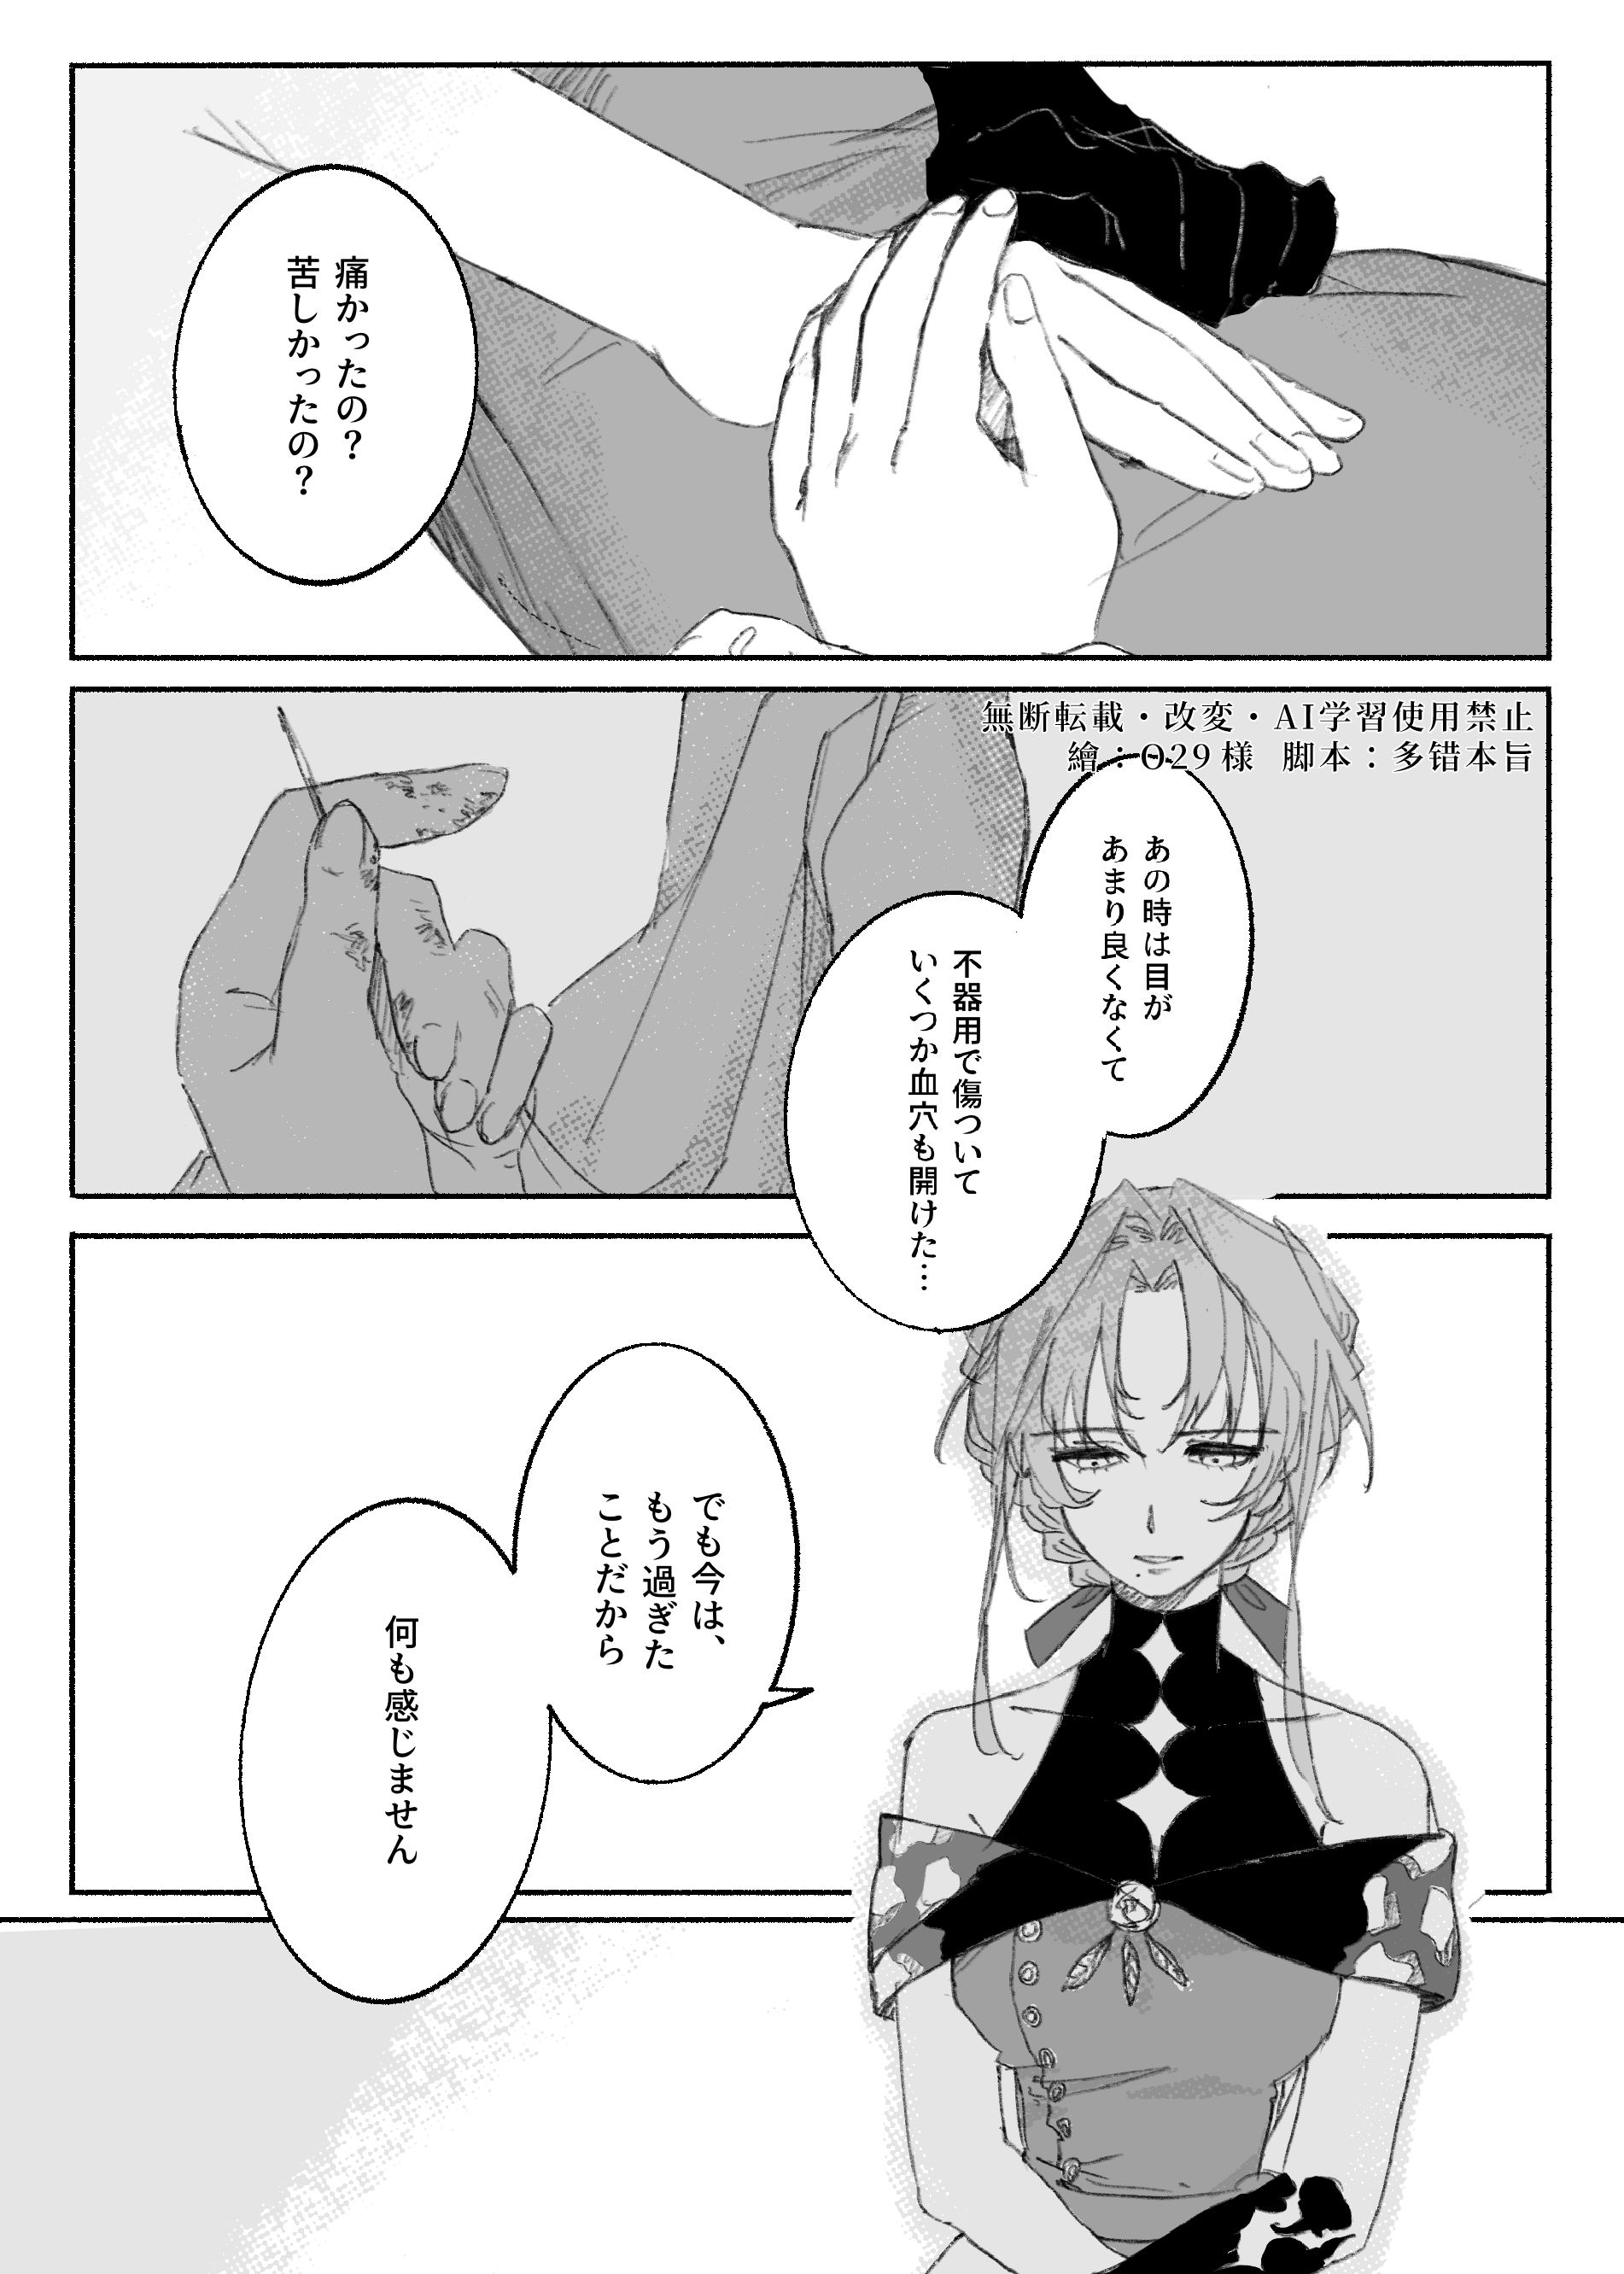 痛かったの？
苦しかったの？
無断転載・改変・AI学習使用禁止
繪：O29 様 脚本：多错本旨
あの時は目が
あまり良くなくて
不器用で傷ついて
いくつか血穴も開けた…
でも今は、
もう過ぎた
ことだから
何も感じません